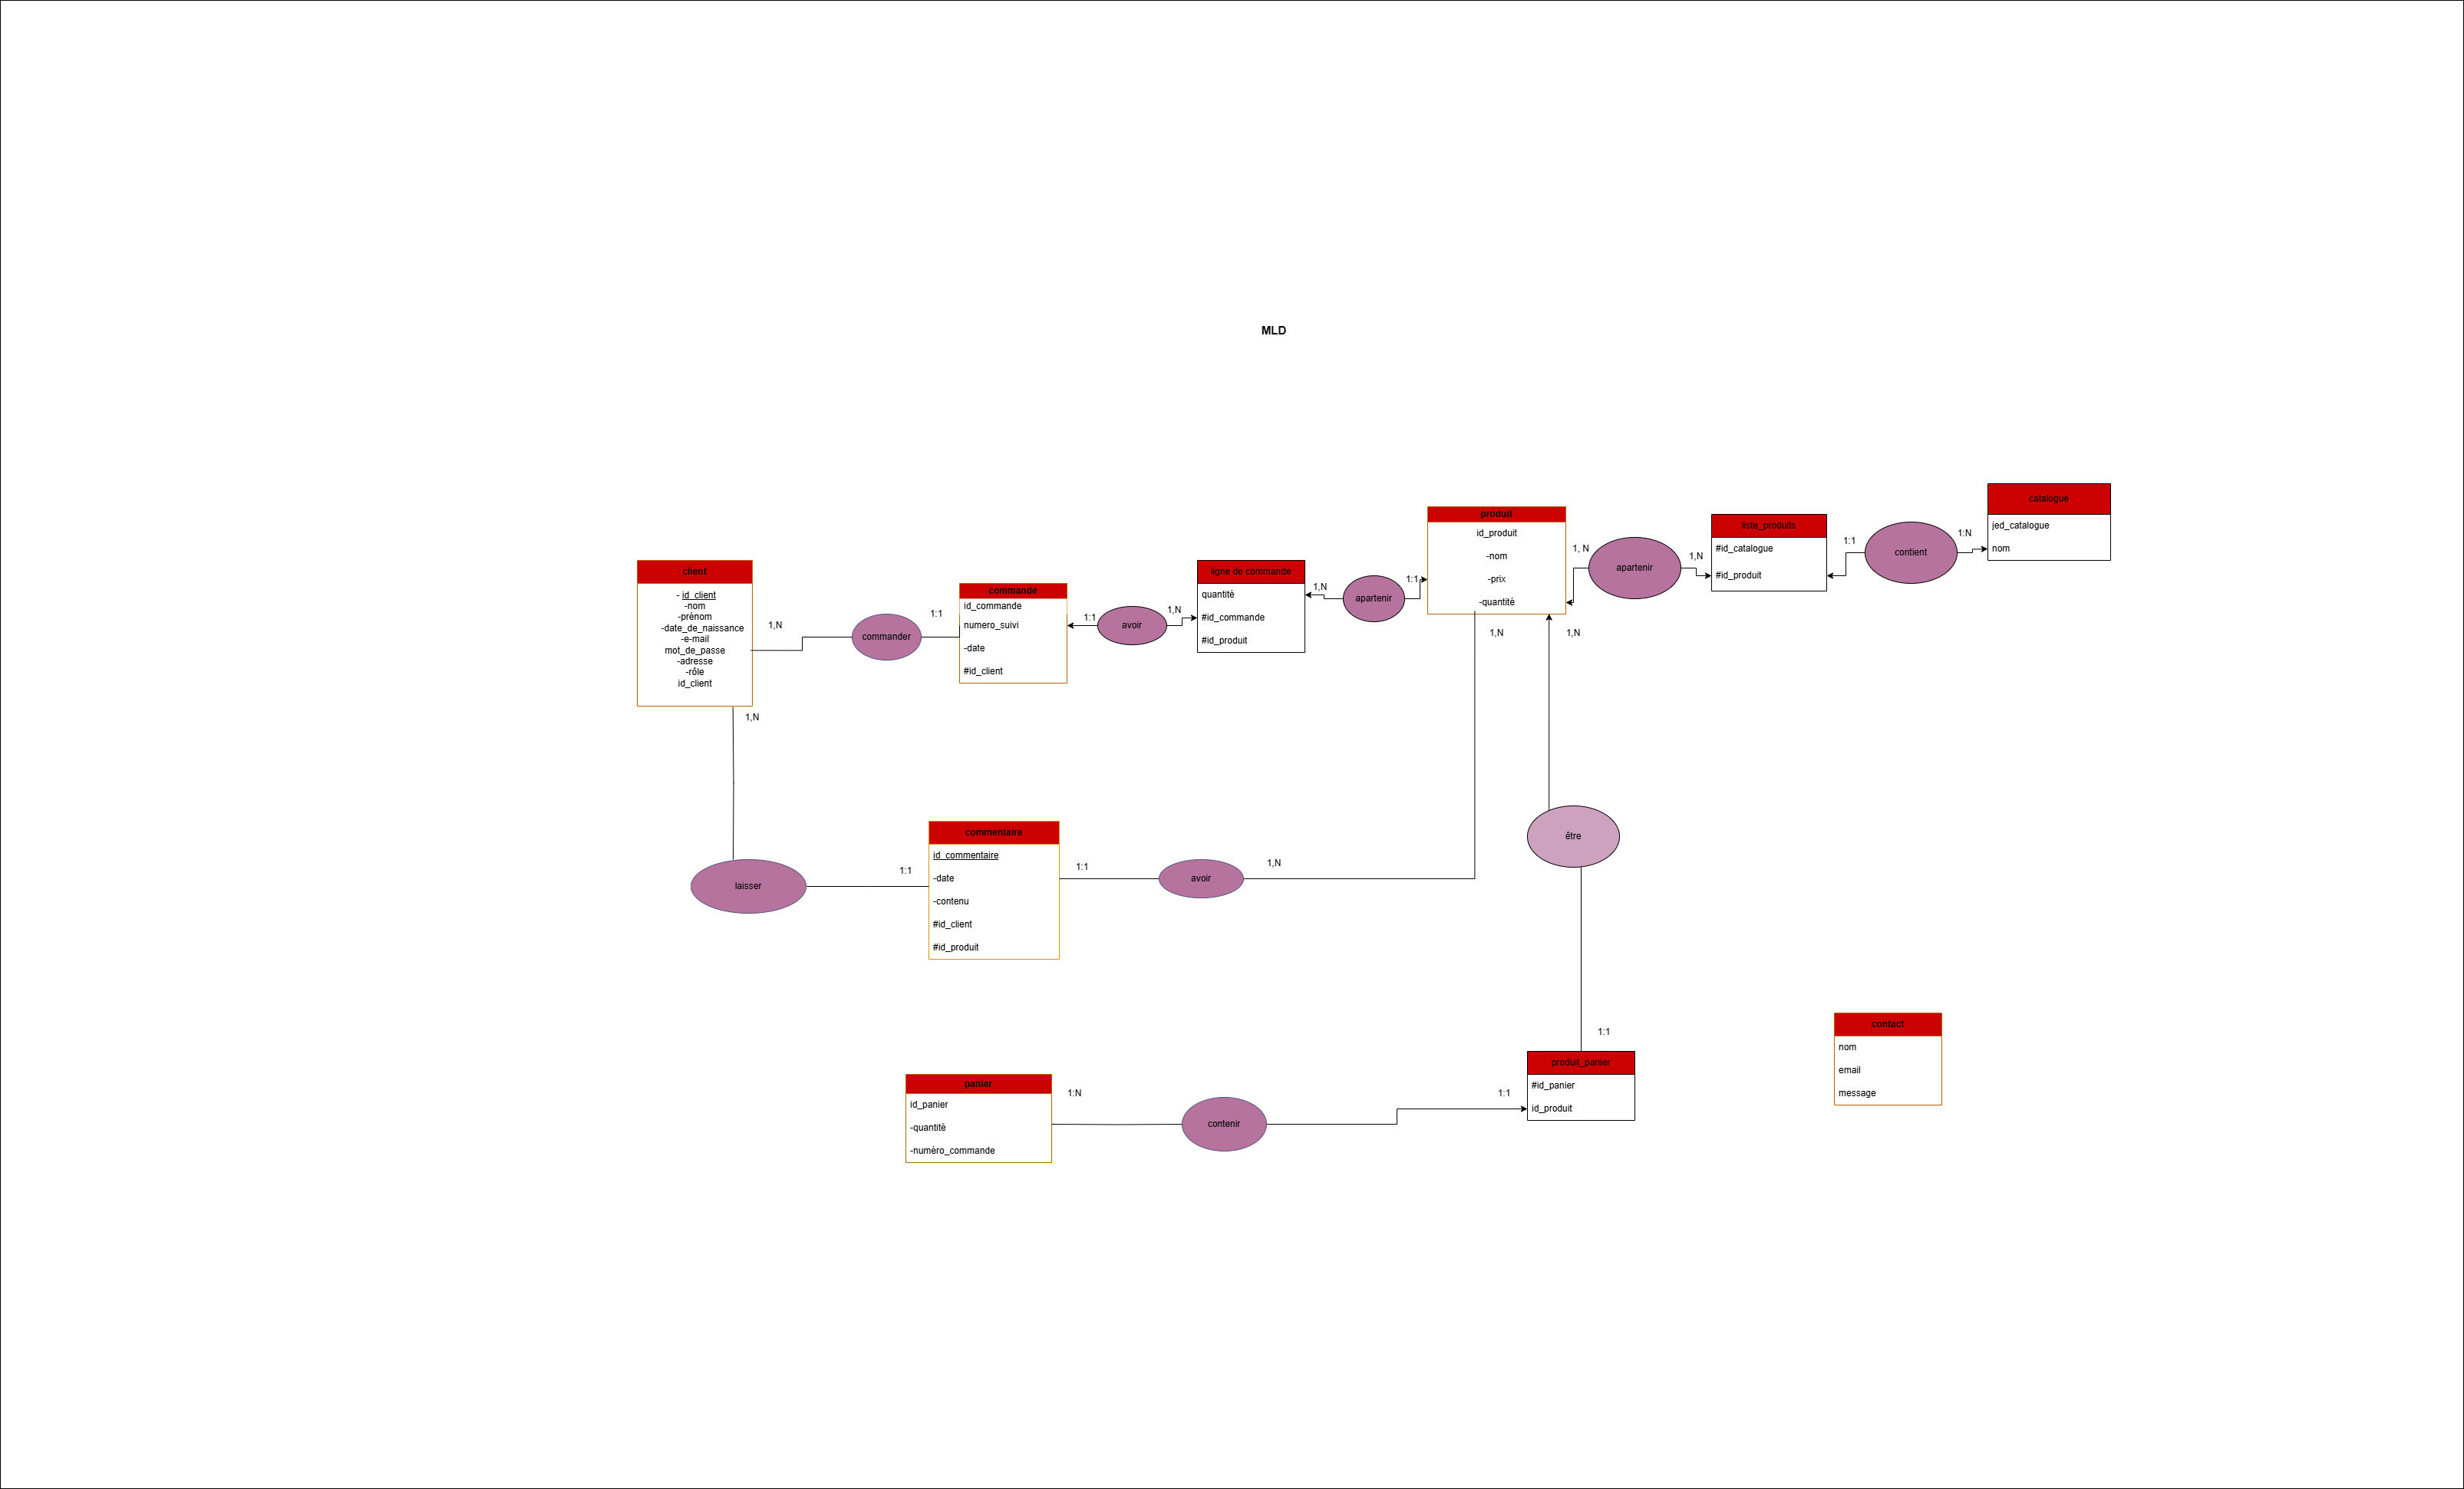 MLD
client
- id_client
-nom
-prénom
-date_de_naissance
-e-mail
mot_de_passe
-adresse
-rôle
id_client
1,N
1,N
commander
1:1
commande
id_commande
numero_suivi
-date
#id_client
1:1
avoir
1,N
ligne de commande
quantité
#id_commande
#id_produit
1,N
apartenir
1:1
produit
id_produit
-nom
-prix
-quantité
1,N
1,N
1, N
apartenir
1,N
liste_produits
#id_catalogue
#id_produit
1:1
contient
1:N
catalogue
jed_catalogue
nom
laisser
1:1
commentaire
id_commentaire
-date
-contenu
#id_client
#id_produit
1:1
avoir
1,N
être
1:1
panier
id_panier
-quantité
-numéro_commande
1:N
contenir
1:1
produit_panier
#id_panier
id_produit
contact
nom
email
message